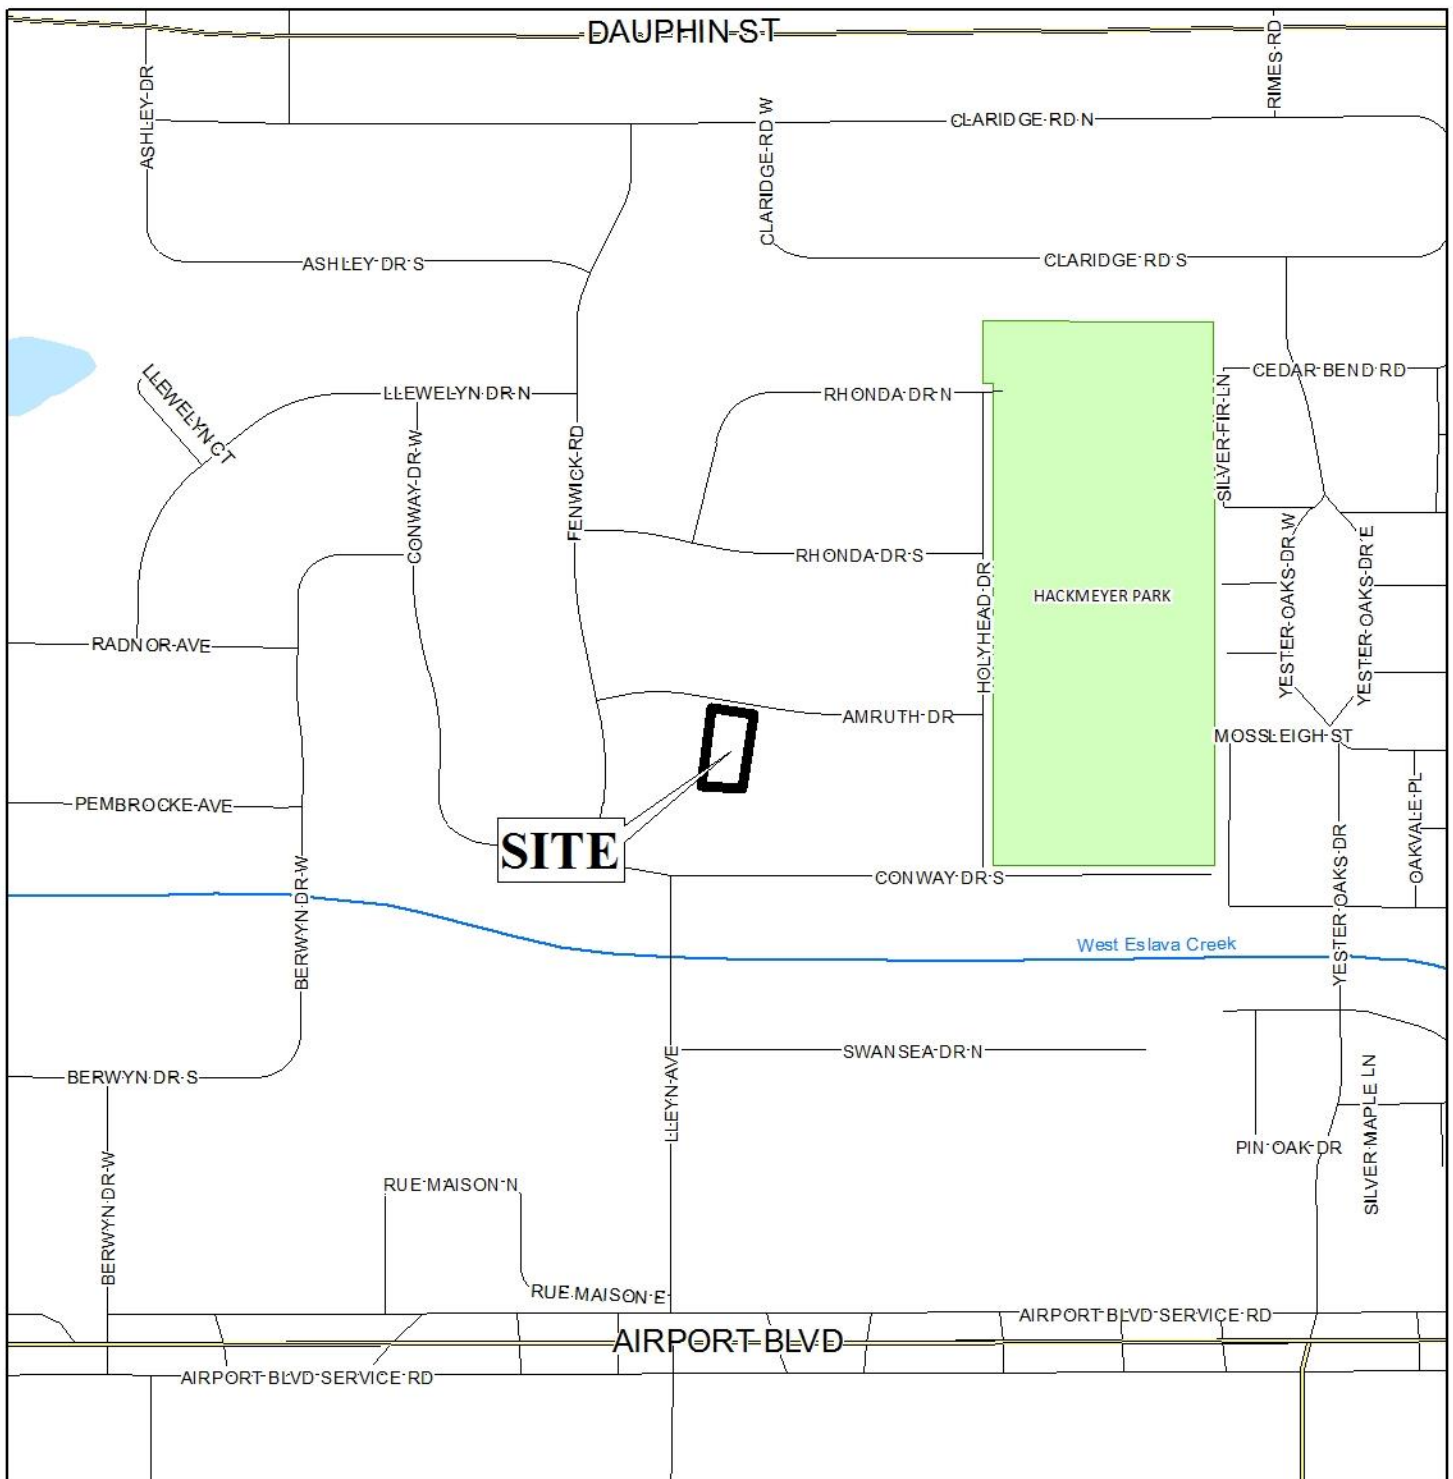 DAUPHIN ST
ASHLEY DR
RIMES RD
CLARIDGE RD W
CLARIDGE RD N
ASHLEY DR S
CLARIDGE RD S
LLEWELYN CT
LLEWELYN DR N
RHONDA DR N
CEDAR BEND RD
CONWAY DR W
FENWICK RD
SILVER FIR LN
RHONDA DR S
HOLYHEAD DR
HACKMEYER PARK
YESTER OAKS DR W
YESTER OAKS DR E
RADNOR AVE
AMRUTH DR
MOSSLEIGH ST
PEMBROCKE AVE
SITE
OAKVALE PL
BERWYN DR W
CONWAY DR S
YESTER OAKS DR
West Eslava Creek
SWANSEA DR N
BERWYN DR S
LLEYN AVE
SILVER MAPLE LN
PIN OAK DR
BERWYN DR W
RUE MAISON N
RUE MAISON E
AIRPORT BLVD SERVICE RD
AIRPORT BLVD
AIRPORT BLVD SERVICE RD